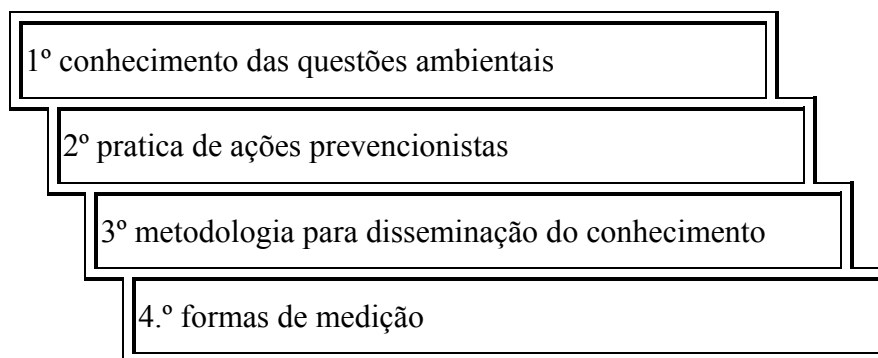 1º conhecimento das questões ambientais
2º pratica de ações prevencionistas
3º metodologia para disseminação do conhecimento
4.º formas de medição